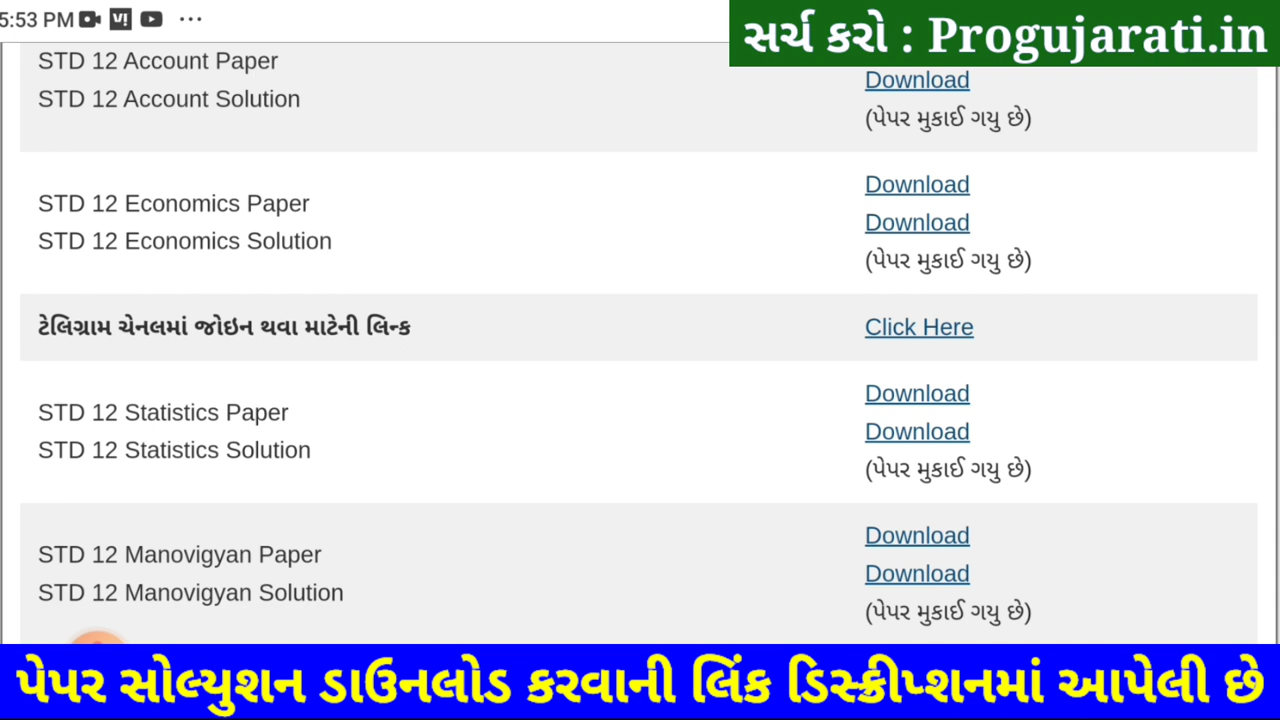 5:53 PM
સર્ચ કરો : Progujarati.in
STD 12 Account Paper
STD 12 Account Solution
Download
(પેપર મુકાઈ ગયુ છે)
STD 12 Economics Paper
STD 12 Economics Solution
Download
Download
(પેપર મુકાઈ ગયુ છે)
ટેલિગ્રામ ચેનલમાં જોઇન થવા માટેની લિન્ક
Click Here
STD 12 Statistics Paper
STD 12 Statistics Solution
Download
Download
(પેપર મુકાઈ ગયુ છે)
STD 12 Manovigyan Paper
STD 12 Manovigyan Solution
Download
Download
(પેપર મુકાઈ ગયુ છે)
પેપર સોલ્યુશન ડાઉનલોડ કરવાની લિંક ડિસ્ક્રીપ્શનમાં આપેલી છે